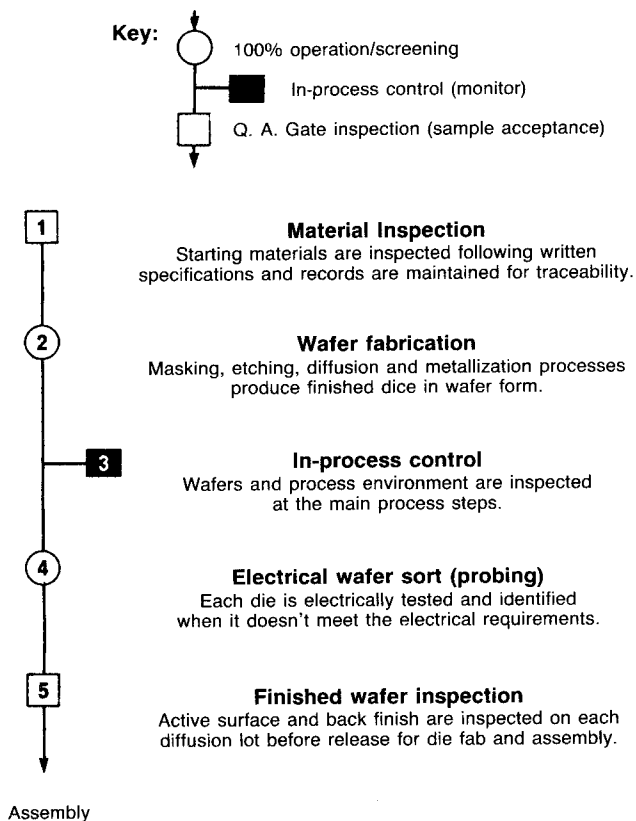 Key:
100% operation/screening
In-process control (monitor)
Q. A. Gate inspection (sample acceptance)
1
Material Inspection
Starting materials are inspected following written
specifications and records are maintained for traceability.
2
Wafer fabrication
Masking, etching, diffusion and metallization processes
produce finished dice in wafer form.
3
In-process control
Wafers and process environment are inspected
at the main process steps.
4
Electrical wafer sort (probing)
Each die is electrically tested and identified
when it doesn't meet the electrical requirements.
5
Finished wafer inspection
Active surface and back finish are inspected on each
diffusion lot before release for die fab and assembly.
Assembly